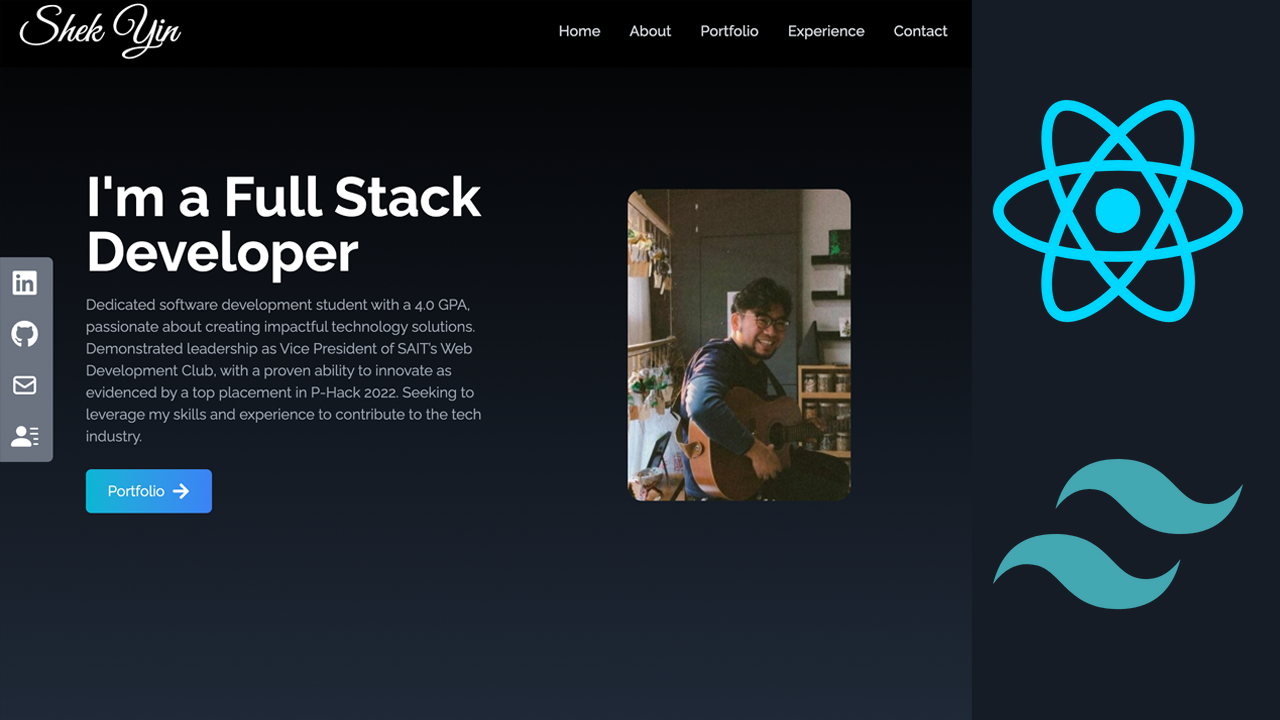 Shek Yin
Home
About
Portfolio
Experience
Contact
I'm a Full Stack
Developer
Dedicated software development student with a 4.0 GPA,
passionate about creating impactful technology solutions.
Demonstrated leadership as Vice President of SAIT's Web
Development Club, with a proven ability to innovate as
evidenced by a top placement in P-Hack 2022. Seeking to
leverage my skills and experience to contribute to the tech
industry.
in
Portfolio